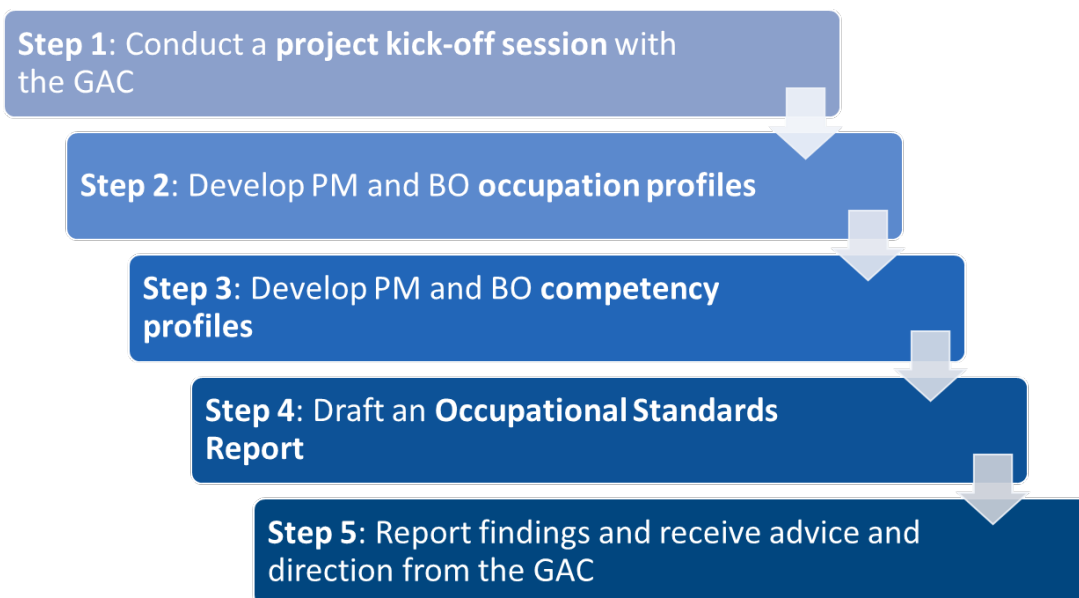 Step 1: Conduct a project kick-off session with
the GAC
Step 2: Develop PM and BO occupation profiles
Step 3: Develop PM and BO competency
profiles
Step 4: Draft an Occupational Standards
Report
Step 5: Report findings and receive advice and
direction from the GAC